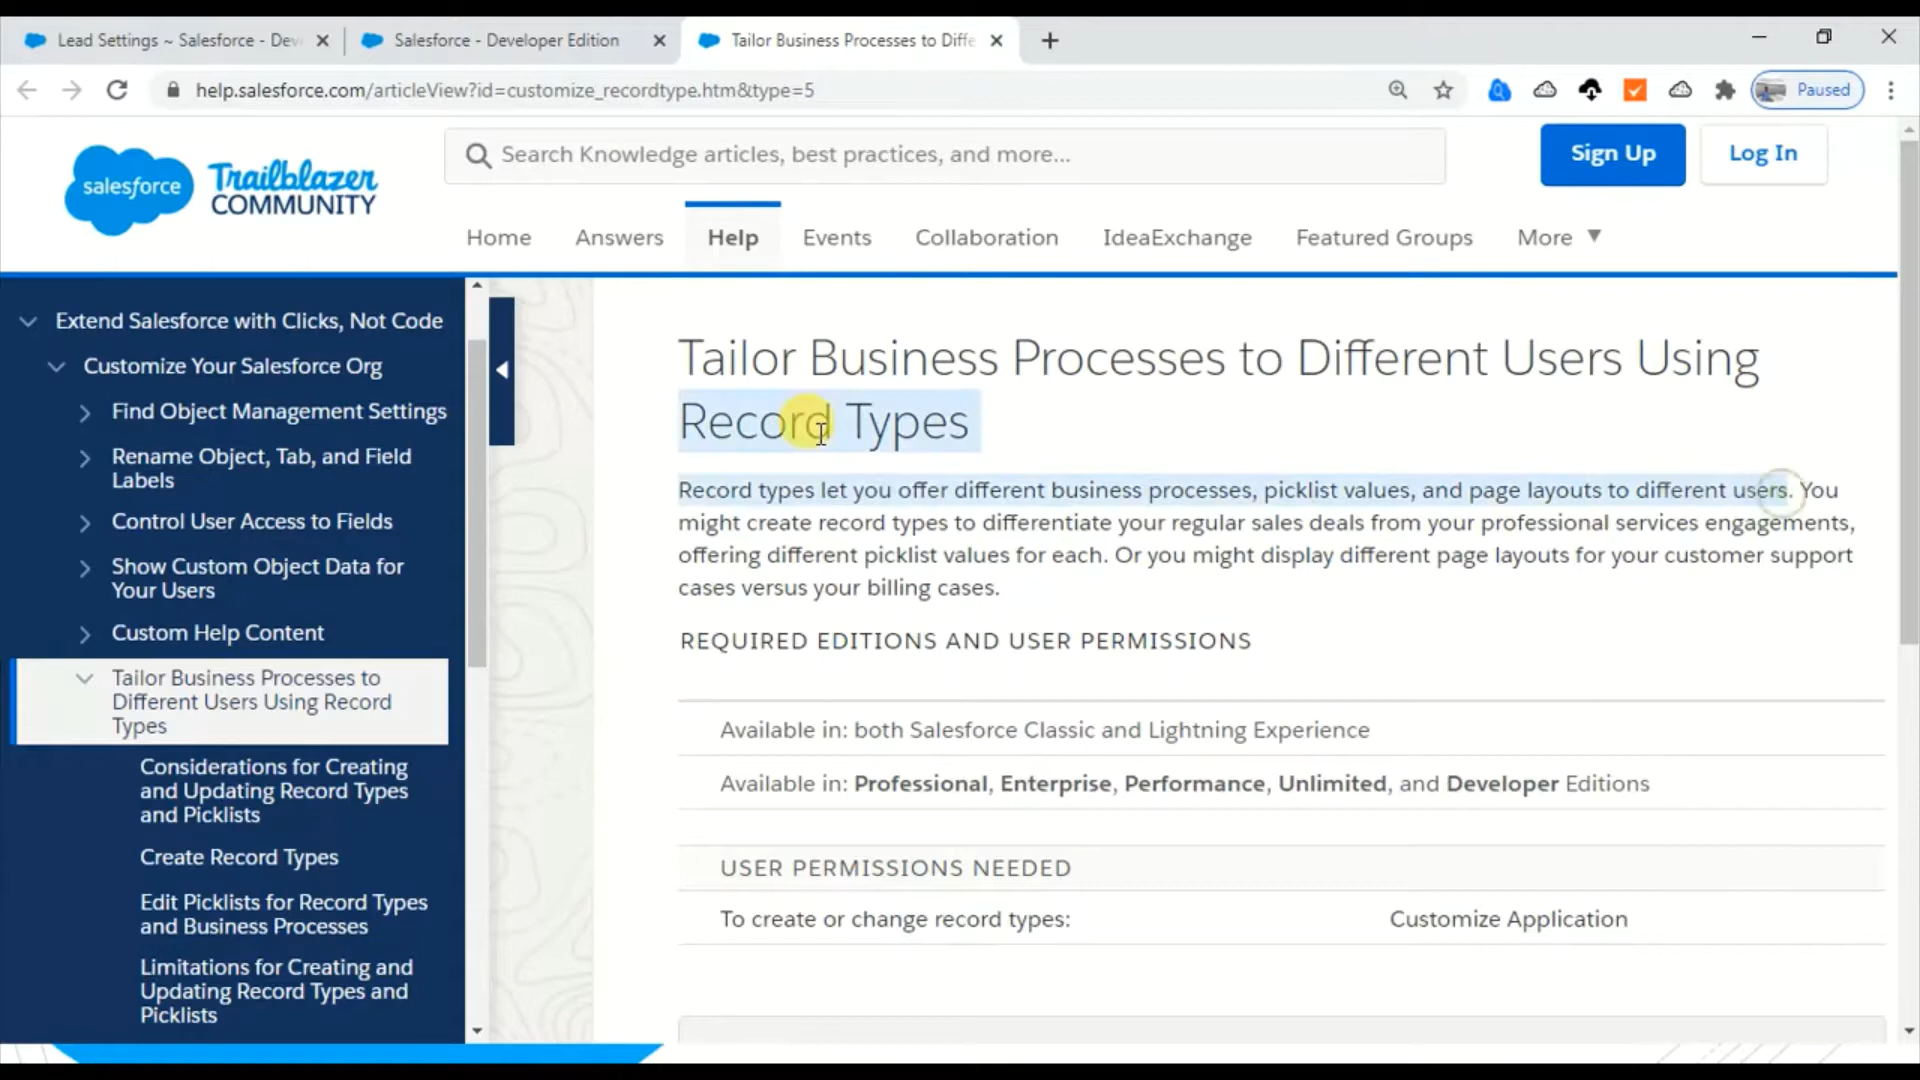 Lead Settings ~ Salesforce - Dev
Salesforce - Developer Edition
Tailor Business Processes to Diffe
help.salesforce.com/articleView?id=customize_recordtype.htm&type=5
Paused
salesforce
Trailblazer
COMMUNITY
Search Knowledge articles, best practices, and more...
Sign Up
Log In
Home
Answers
Help
Events
Collaboration
IdeaExchange
Featured Groups
More
Extend Salesforce with Clicks, Not Code
Customize Your Salesforce Org
Find Object Management Settings
Rename Object, Tab, and Field
Labels
Control User Access to Fields
Show Custom Object Data for
Your Users
Custom Help Content
Tailor Business Processes to
Different Users Using Record
Types
Considerations for Creating
and Updating Record Types
and Picklists
Create Record Types
Edit Picklists for Record Types
and Business Processes
Limitations for Creating and
Updating Record Types and
Picklists
Tailor Business Processes to Different Users Using
Record Types
Record types let you offer different business processes, picklist values, and page layouts to different users. You
might create record types to differentiate your regular sales deals from your professional services engagements,
offering different picklist values for each. Or you might display different page layouts for your customer support
cases versus your billing cases.
REQUIRED EDITIONS AND USER PERMISSIONS
Available in: both Salesforce Classic and Lightning Experience
Available in: Professional, Enterprise, Performance, Unlimited, and Developer Editions
USER PERMISSIONS NEEDED
To create or change record types:
Customize Application